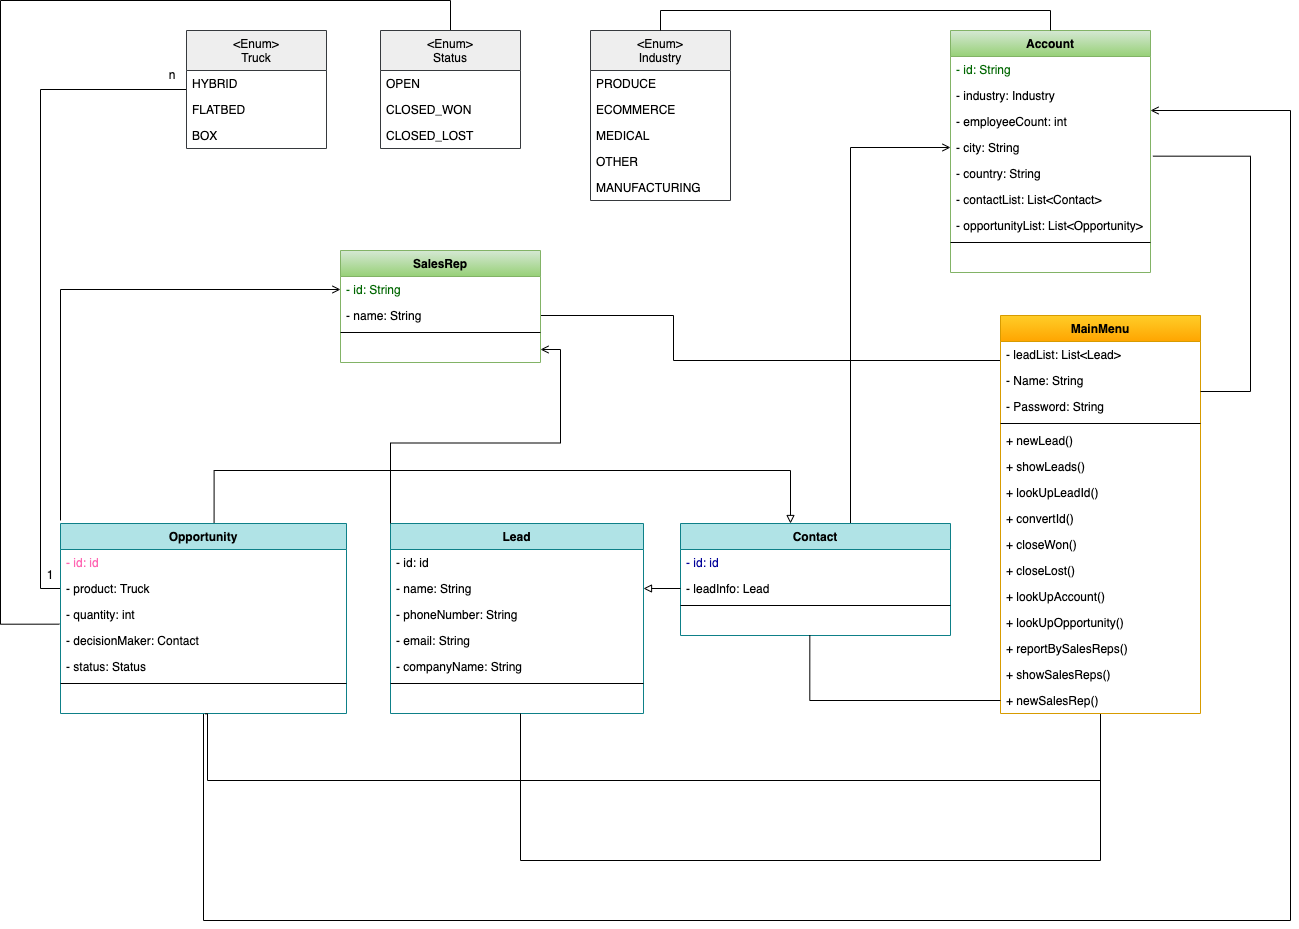 <Enum>
Truck
HYBRID
FLATBED
BOX
<Enum>
Status
OPEN
CLOSED_WON
CLOSED_LOST
<Enum>
Industry
PRODUCE
ECOMMERCE
MEDICAL
OTHER
MANUFACTURING
Account
- id: String
- industry: Industry
- employeeCount: int
- city: String
- country: String
- contactList: List<Contact>
- opportunityList: List<Opportunity>
n
SalesRep
- id: String
- name: String
MainMenu
- leadList: List<Lead>
- Name: String
- Password: String
+ newLead()
+ showLeads()
+ lookUpLeadId()
+ convertId()
+ closeWon()
+ closeLost()
+ lookUpAccount()
+ lookUpOpportunity()
+ reportBySalesReps()
+ showSalesReps()
+ newSalesRep()
1
Opportunity
- id: id
- product: Truck
- quantity: int
- decisionMaker: Contact
- status: Status
Lead
- id: id
- name: String
- phoneNumber: String
- email: String
- companyName: String
Contact
- id: id
- leadInfo: Lead